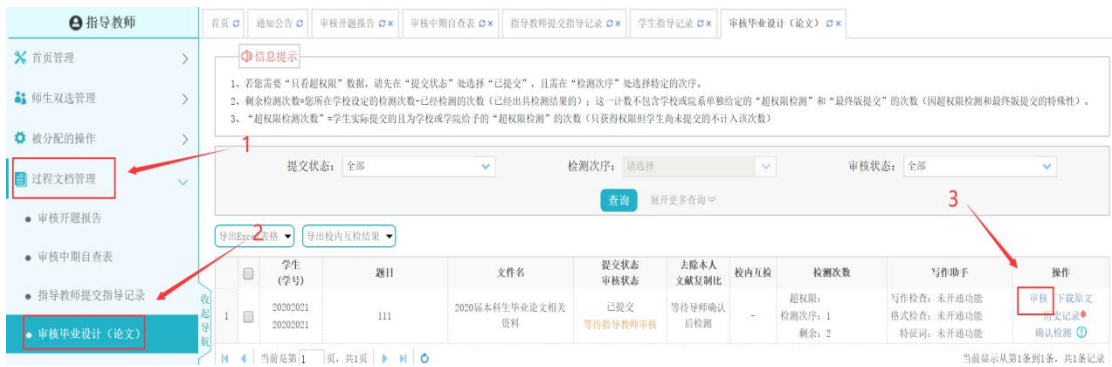 指导教师
首页 通知公告 审核开题报告 审核中期自查表 指导教师提交指导记录 学生指导记录 审核毕业设计（论文）
首页管理
师生双选管理
被分配的操作
过程文档管理
审核开题报告
审核中期自查表
指导教师提交指导记录
审核毕业设计（论文）
收起导航
信息提示
1、若您需要“只看超权限”数据，请先在“提交状态”处选择“已提交”，且需在“检测次序”处选择特定的次序。
2、剩余检测次数=您所在学校设定的检测次数-已经检测的次数（已经出具检测结果的）；这一计数不包含学校或院系单独给定的“超权限检测”和“最终版提交”的次数（因超权限检测和最终版提交的特殊性）。
3、“超权限检测次数”=学生实际提交的且为学校或学院给予的“超权限检测”的次数（只获得权限但学生尚未提交的不计入该次数）
1
提交状态： 全部 检测次序： 请选择 审核状态： 全部
查询 展开更多查询
2
3
导出Excel表格 导出校内互检结果
学生 题目 文件名 提交状态 去除本人 校内互检 检测次数 写作助手 操作
（学号） 审核状态 文献复制比
1 20202021 111 2020届本科生毕业论文相关 已提交 等待导师确认 - 超权限： 写作检查：未开通功能 审核 下载原文
20202021 资料 等待指导教师审核 后检测 检测次序：1 格式检查：未开通功能 历史记录*
剩余：2 特征词：未开通功能 确认检测
当前是第 1 页，共1页 当前显示从第1条到1条，共1条记录